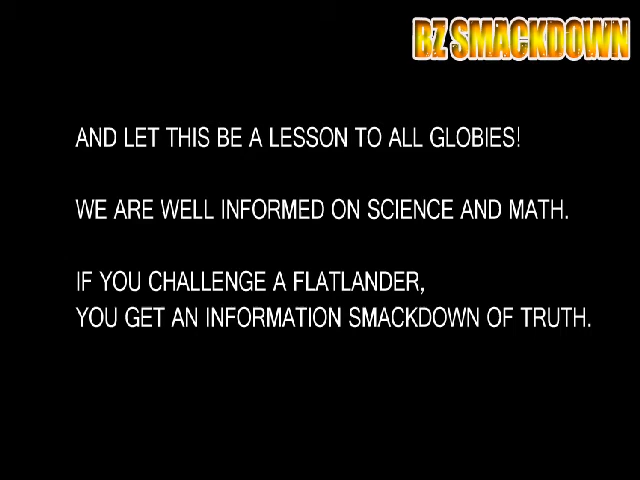 BZ SMACKDOWN
AND LET THIS BE A LESSON TO ALL GLOBIES!
WE ARE WELL INFORMED ON SCIENCE AND MATH.
IF YOU CHALLENGE A FLATLANDER,
YOU GET AN INFORMATION SMACKDOWN OF TRUTH.